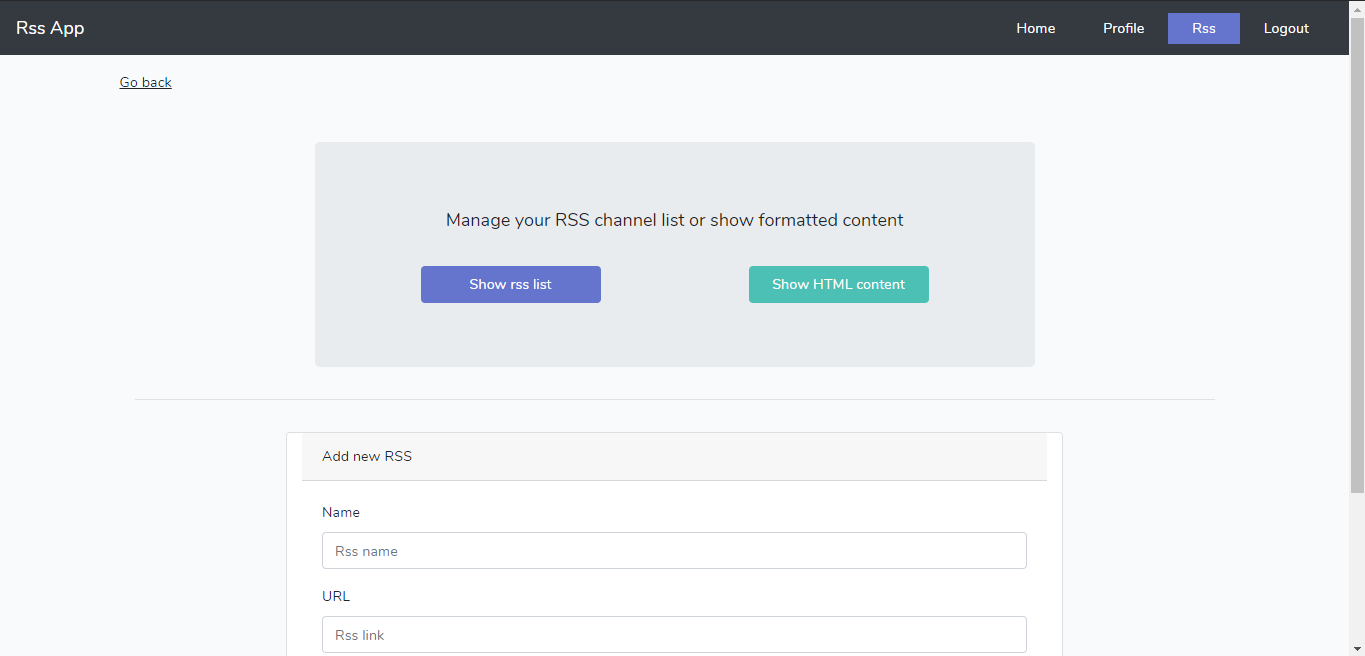 Rss App
Home Profile Rss Logout
Go back
Manage your RSS channel list or show formatted content
Show rss list Show HTML content
Add new RSS
Name
Rss name
URL
Rss link